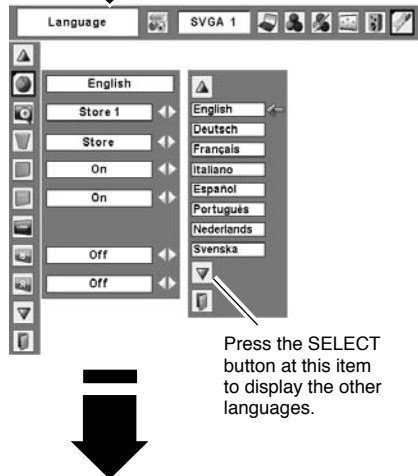 Language
SVGA 1
English
Store 1
Store
On
On
Off
Off
English
Deutsch
Français
Italiano
Español
Português
Nederlands
Svenska
Press the SELECT
button at this item
to display the other
languages.